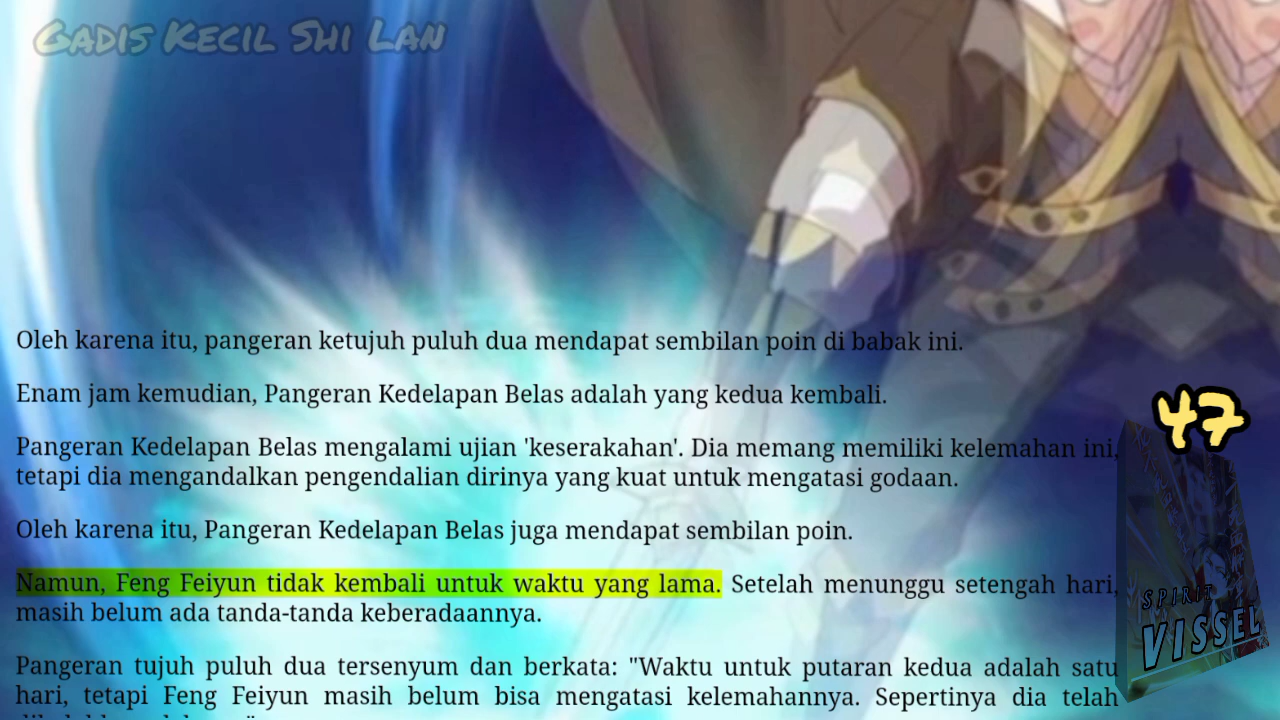 Gadis Kecil Shi Lan
Oleh karena itu, pangeran ketujuh puluh dua mendapat sembilan poin di babak ini.
Enam jam kemudian, Pangeran Kedelapan Belas adalah yang kedua kembali.
Pangeran Kedelapan Belas mengalami ujian 'keserakahan'. Dia memang memiliki kelemahan ini,
tetapi dia mengandalkan pengendalian dirinya yang kuat untuk mengatasi godaan.
Oleh karena itu, Pangeran Kedelapan Belas juga mendapat sembilan poin.
Namun, Feng Feiyun tidak kembali untuk waktu yang lama. Setelah menunggu setengah hari,
masih belum ada tanda-tanda keberadaannya.
Pangeran tujuh puluh dua tersenyum dan berkata: "Waktu untuk putaran kedua adalah satu
hari, tetapi Feng Feiyun masih belum bisa mengatasi kelemahannya. Sepertinya dia telah
47
SPIRIT
VISSEL